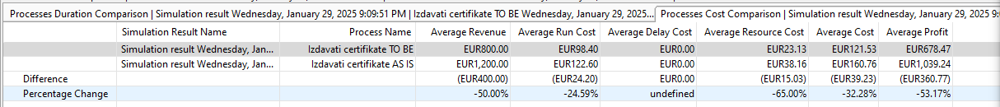 Processes Duration Comparison | Simulation result Wednesday, January 29, 2025 9:09:51 PM | Izdavati certifikate TO BE Wednesday, January 29, 2025... Processes Cost Comparison | Simulation result Wednesday, January 29, 2025 9:
Simulation Result Name Process Name Average Revenue Average Run Cost Average Delay Cost Average Resource Cost Average Cost Average Profit
Simulation result Wednesday, Jan... Izdavati certifikate TO BE EUR800.00 EUR98.40 EUR0.00 EUR23.13 EUR121.53 EUR678.47
Simulation result Wednesday, Jan... Izdavati certifikate AS IS EUR1,200.00 EUR122.60 EUR0.00 EUR38.16 EUR160.76 EUR1,039.24
Difference (EUR400.00) (EUR24.20) EUR0.00 (EUR15.03) (EUR39.23) (EUR360.77)
Percentage Change -50.00% -24.59% undefined -65.00% -32.28% -53.17%